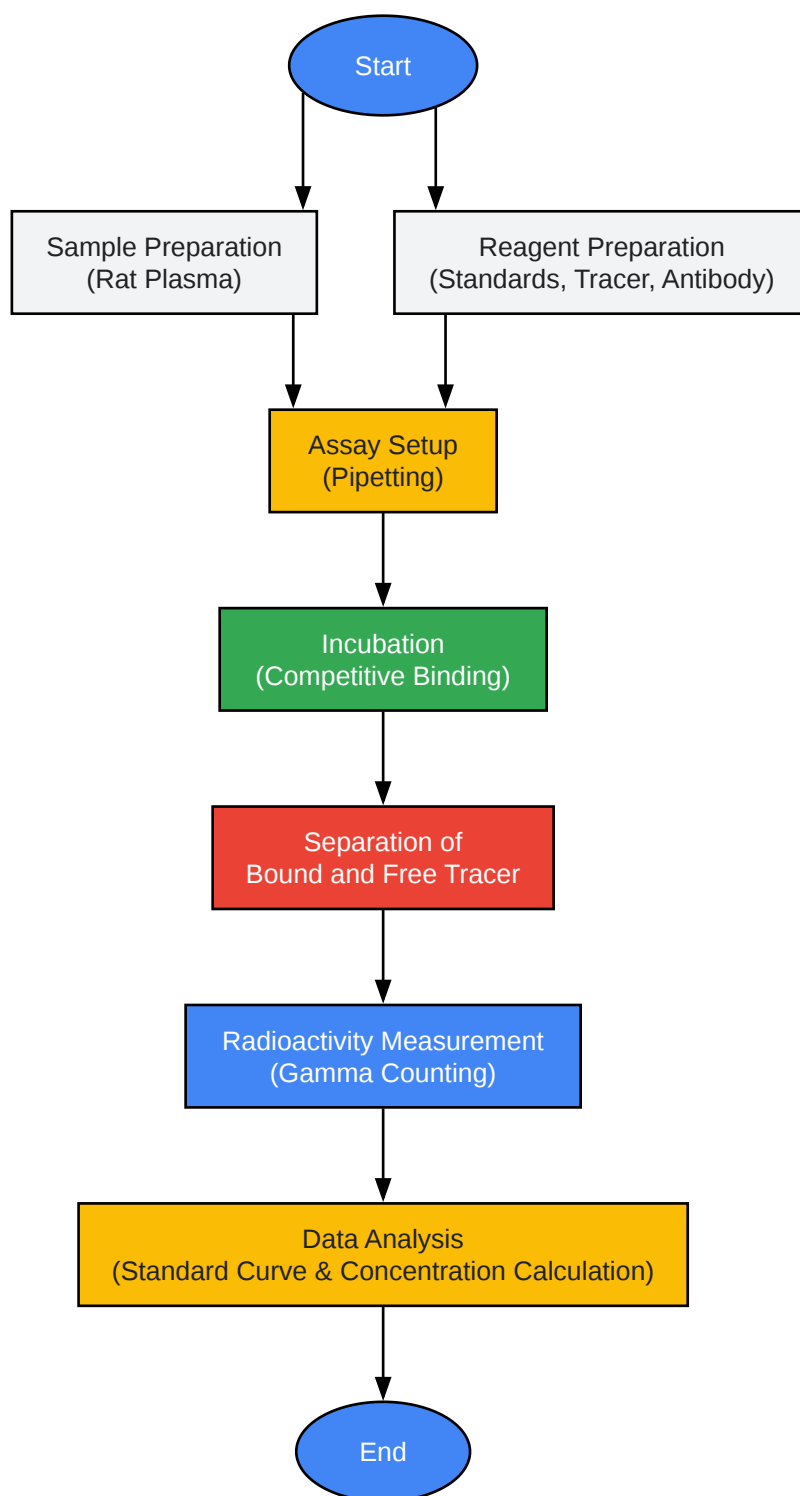 Start
Sample Preparation
(Rat Plasma)
Reagent Preparation
(Standards, Tracer, Antibody)
Assay Setup
(Pipetting)
Incubation
(Competitive Binding)
Separation of
Bound and Free Tracer
Radioactivity Measurement
(Gamma Counting)
Data Analysis
(Standard Curve & Concentration Calculation)
End